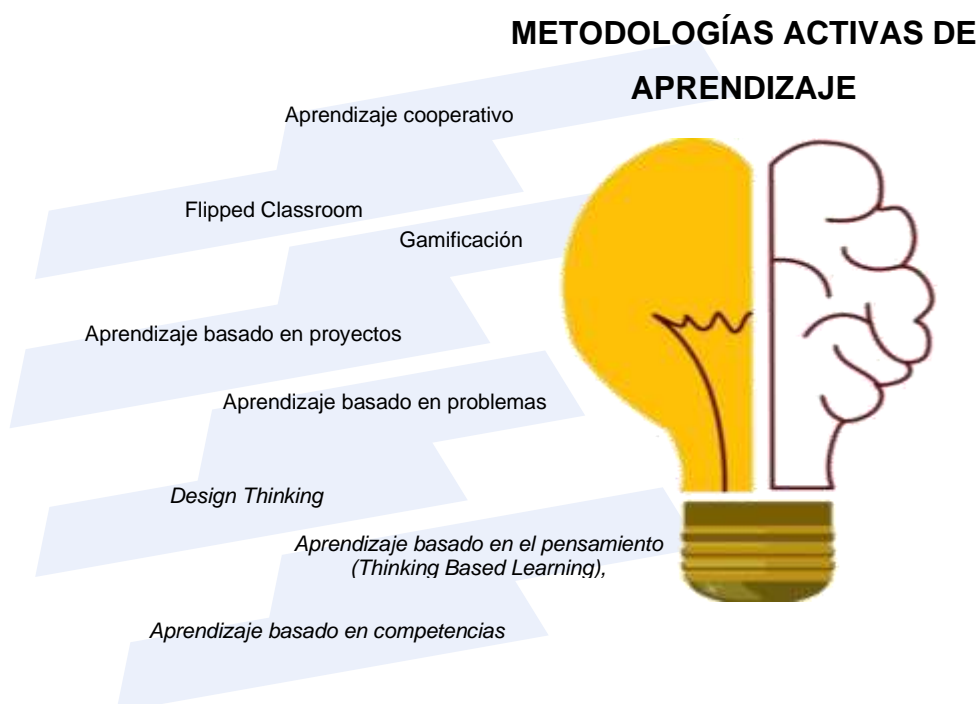 METODOLOGÍAS ACTIVAS DE
APRENDIZAJE
Aprendizaje cooperativo
Flipped Classroom
Gamificación
Aprendizaje basado en proyectos
Aprendizaje basado en problemas
Design Thinking
Aprendizaje basado en el pensamiento
(Thinking Based Learning),
Aprendizaje basado en competencias